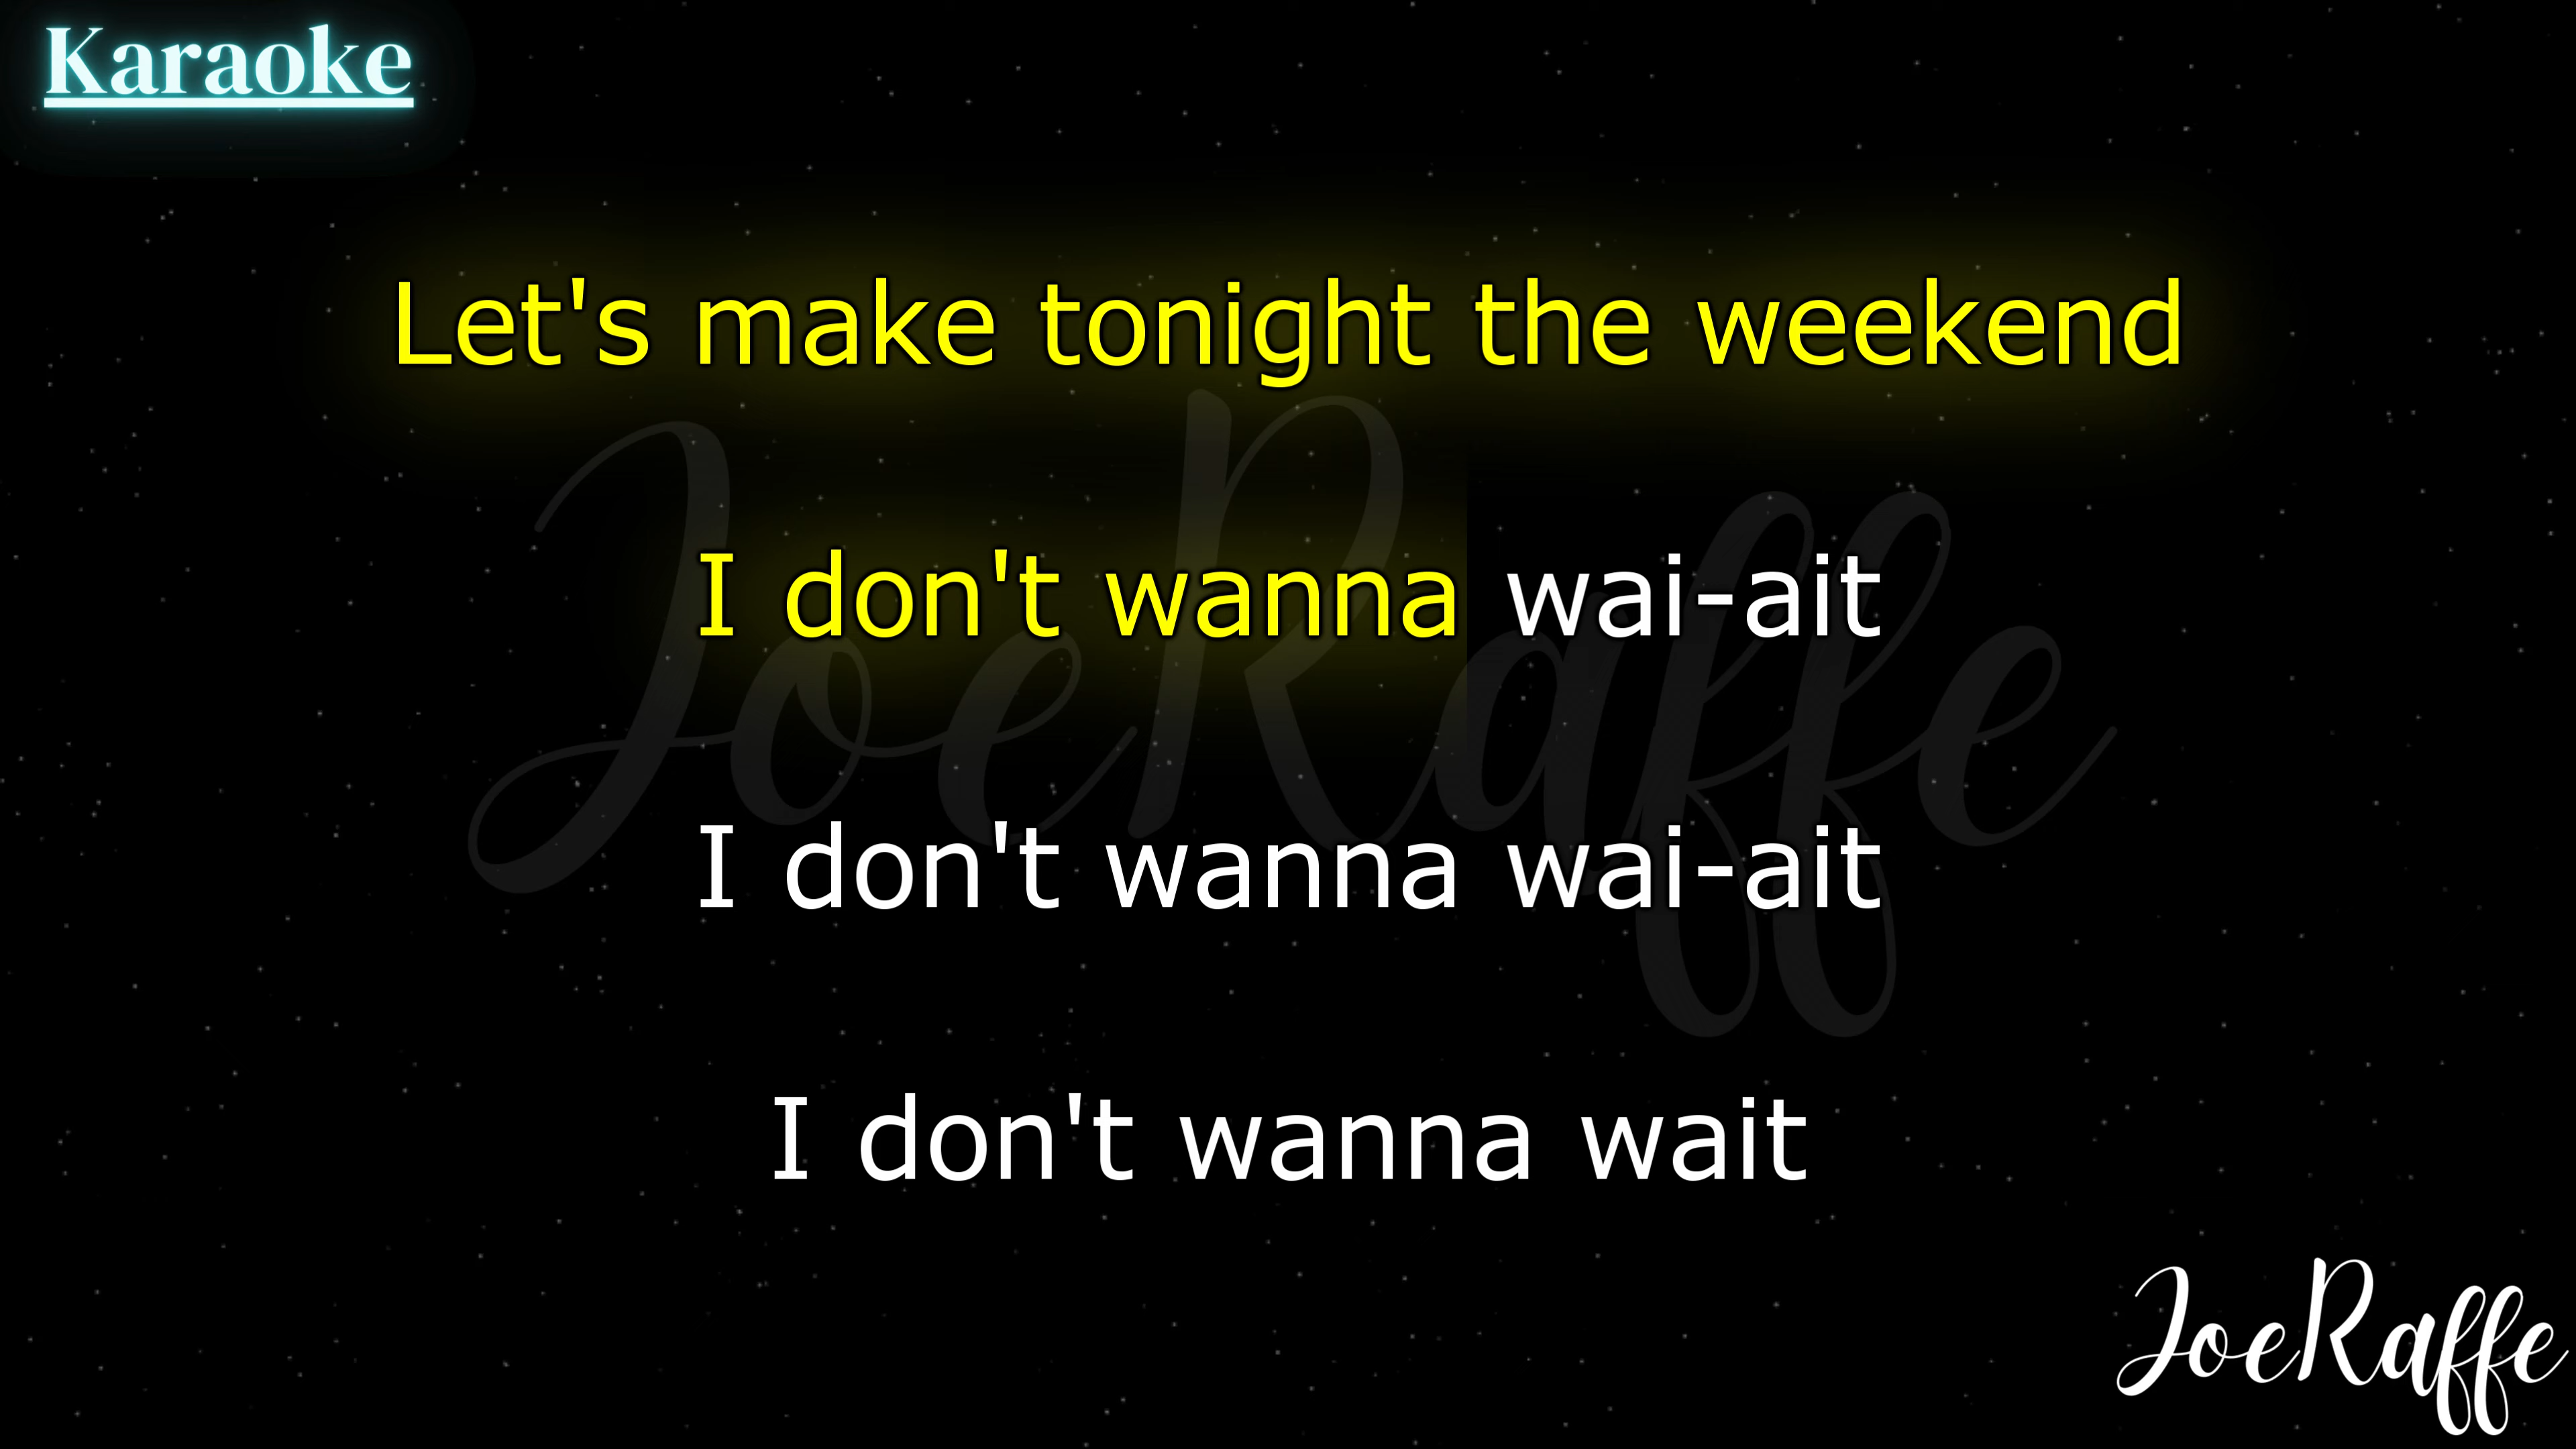 Karaoke
Let's make tonight the weekend
I don't wanna wai-ait
I don't wanna wai-ait
I don't wanna wait
JoeRaffe
JoeRaffe